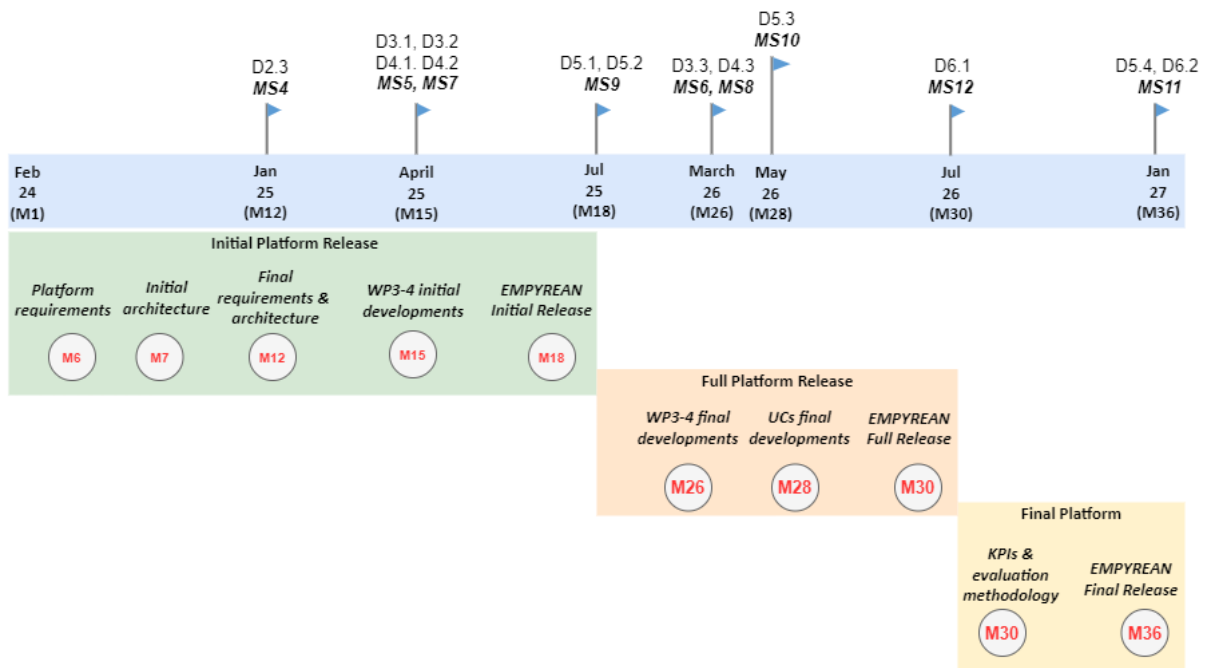 D5.3
MS10
D3.1, D3.2
D4.1. D4.2
MS5, MS7
D2.3
MS4
D5.1, D5.2
MS9
D3.3, D4.3
MS6, MS8
D6.1
MS12
D5.4, D6.2
MS11
Feb
24
(M1)
Jan
25
(M12)
April
25
(M15)
Jul
25
(M18)
March
26
(M26)
May
26
(M28)
Jul
26
(M30)
Jan
27
(M36)
Initial Platform Release
Platform
requirements
M6
Initial
architecture
M7
Final
requirements &
architecture
M12
WP3-4 initial
developments
M15
EMPYREAN
Initial Release
M18
Full Platform Release
WP3-4 final
developments
M26
UCs final
developments
M28
EMPYREAN
Full Release
M30
Final Platform
KPIs &
evaluation
methodology
M30
EMPYREAN
Final Release
M36